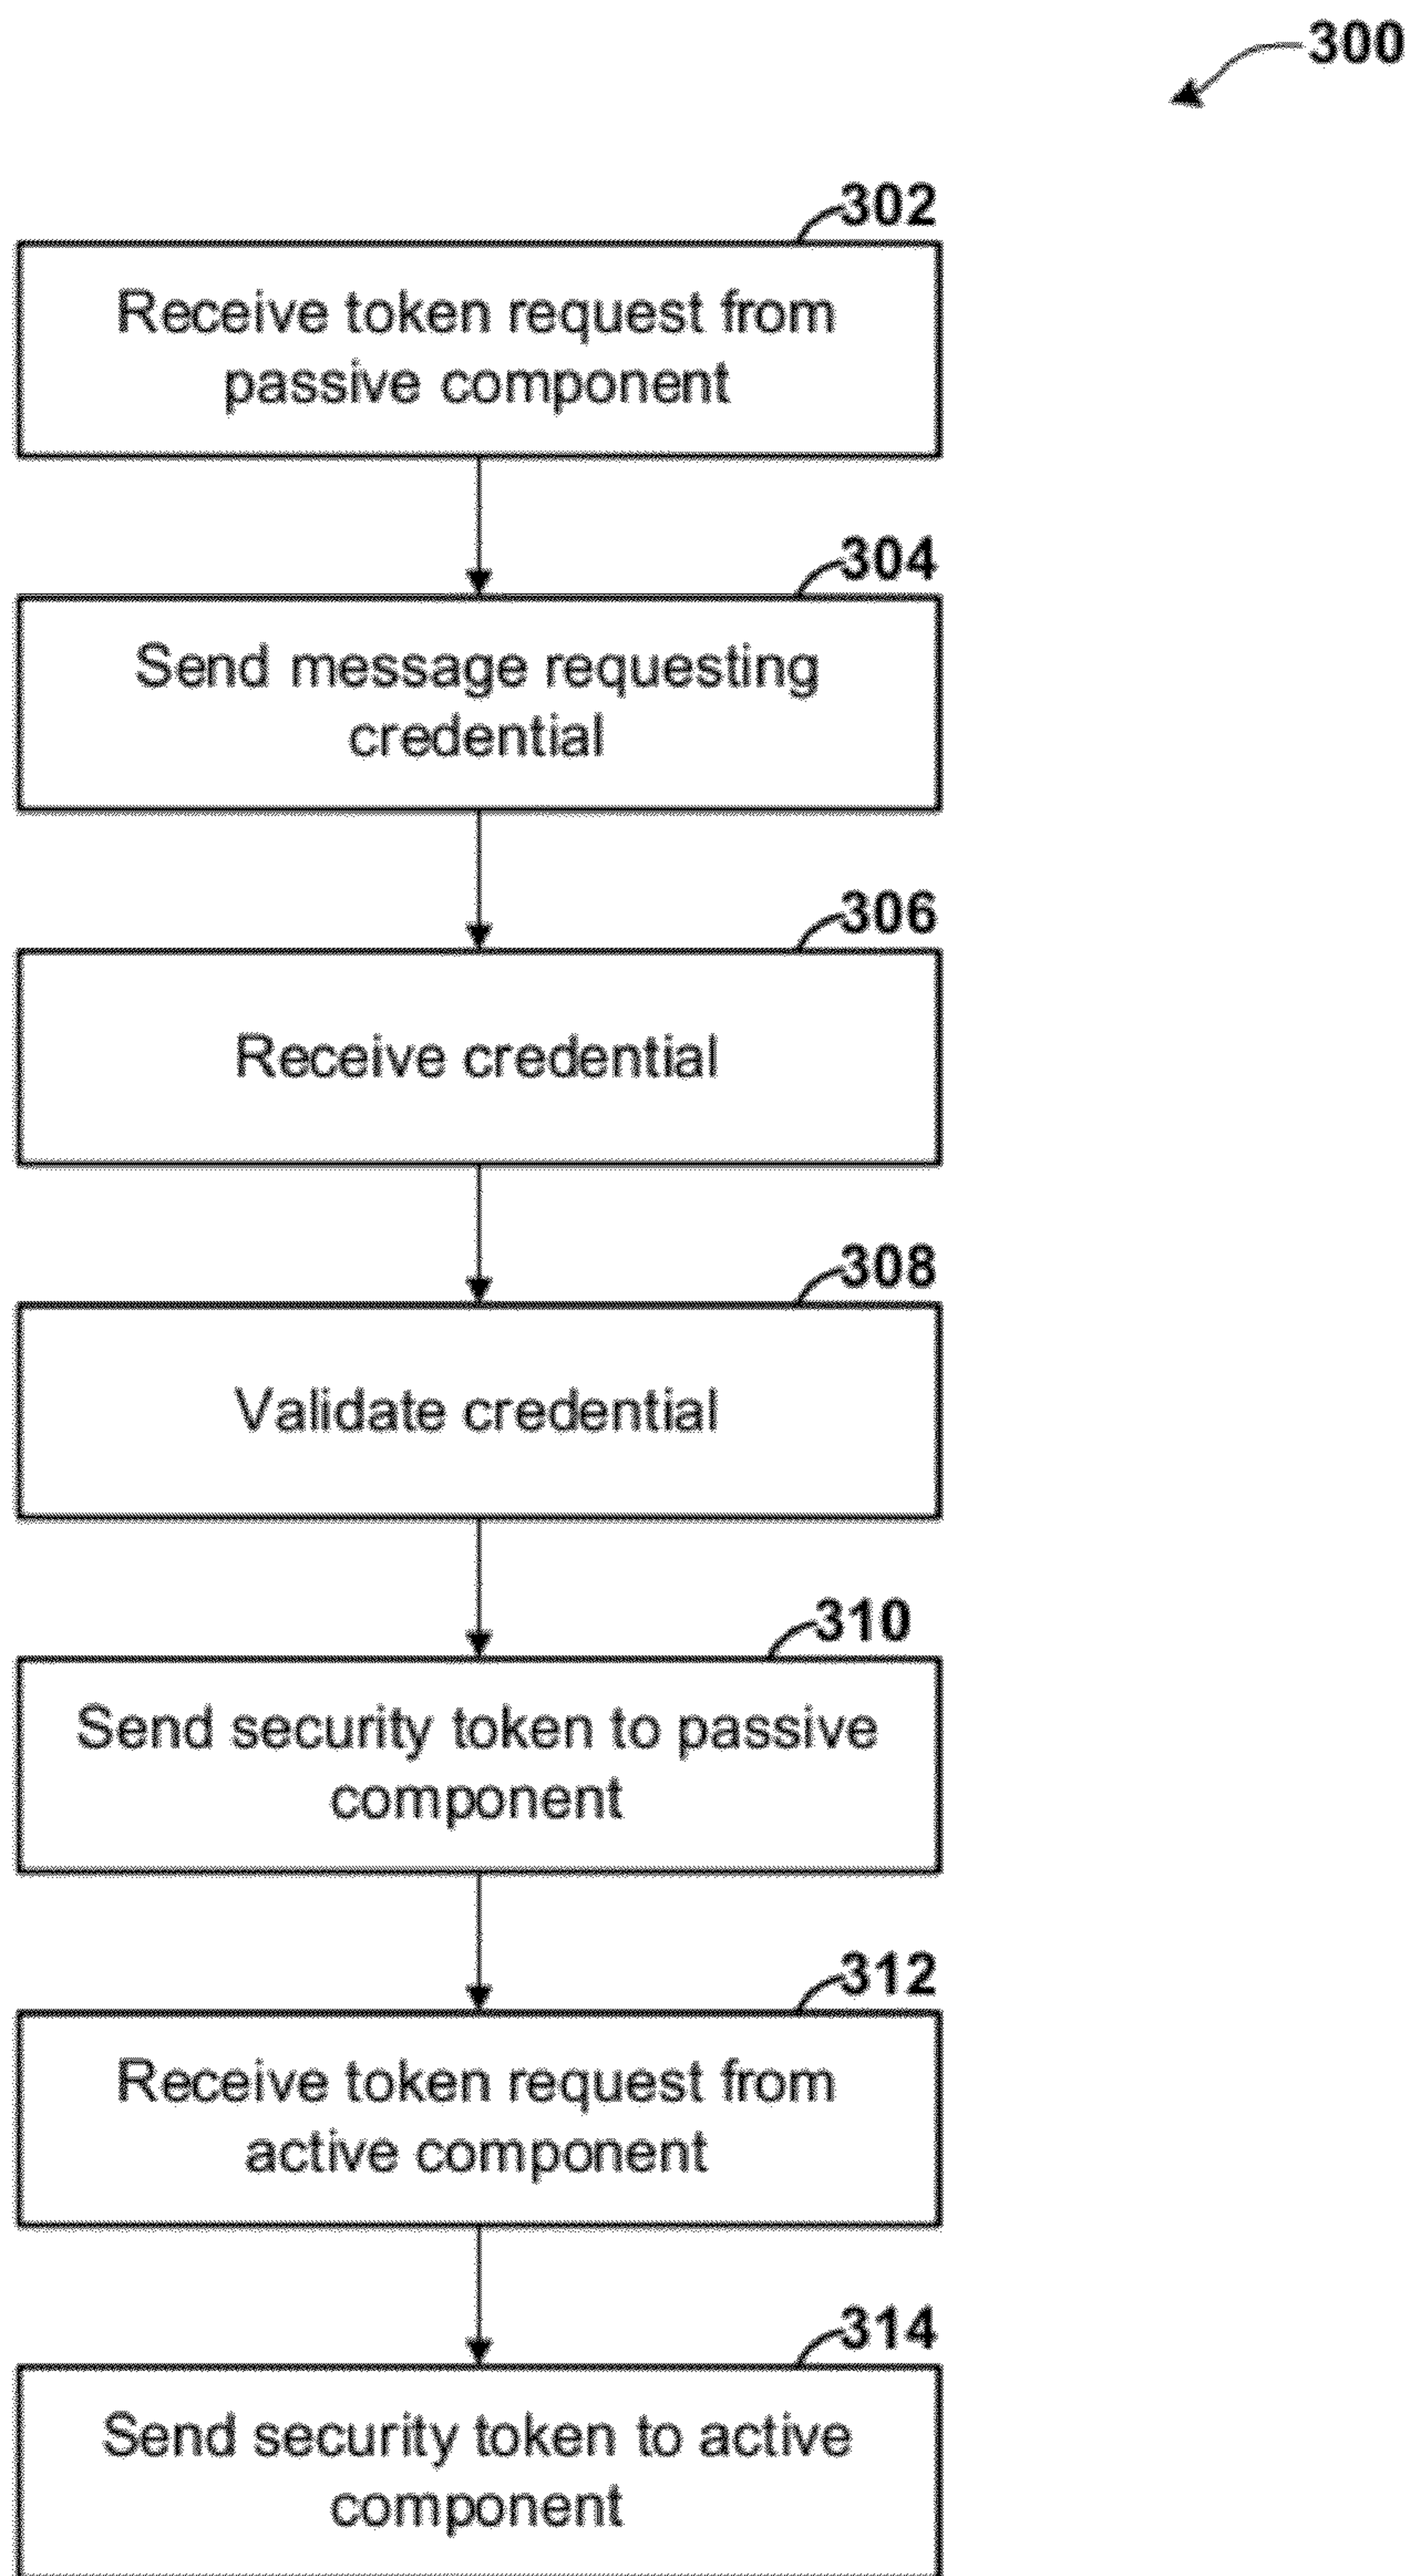 300
302
Receive token request from
passive component
304
Send message requesting
credential
306
Receive credential
308
Validate credential
310
Send security token to passive
component
312
Receive token request from
active component
314
Send security token to active
component